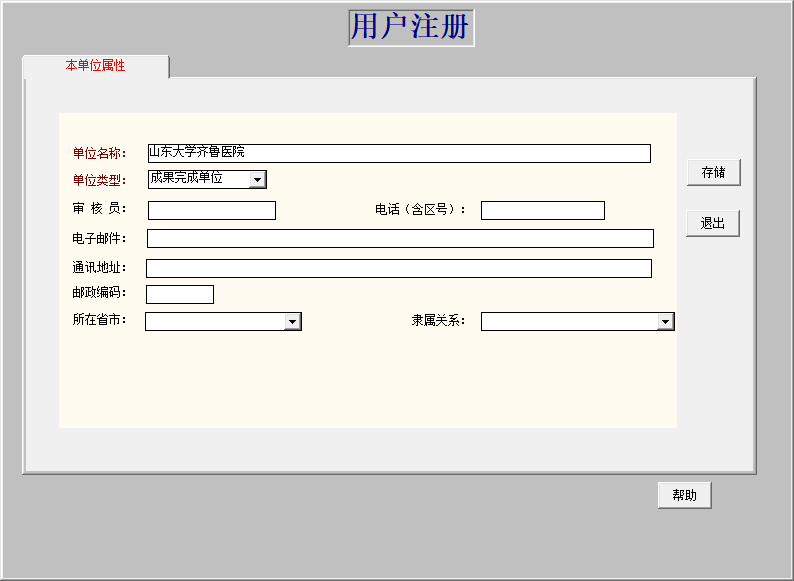 用户注册
本单位属性
单位名称： 山东大学齐鲁医院
单位类型： 成果完成单位
存储
审 核 员： 电话（含区号）：
退出
电子邮件：
通讯地址：
邮政编码：
所在省市： 隶属关系：
帮助